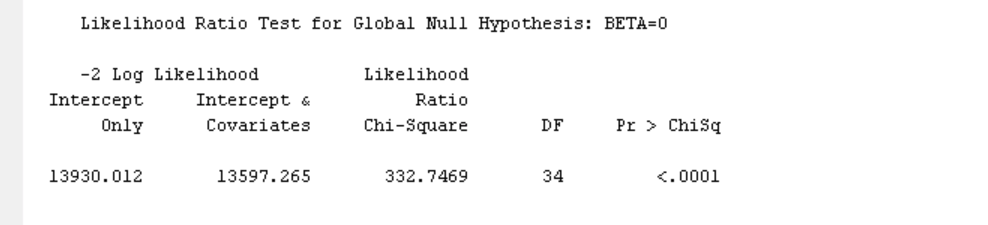 Likelihood Ratio Test for Global Null Hypothesis: BETA=0
-2 Log Likelihood Likelihood
Intercept Intercept & Ratio
Only Covariates Chi-Square DF Pr > ChiSq
13930.012 13597.265 332.7469 34 <.0001